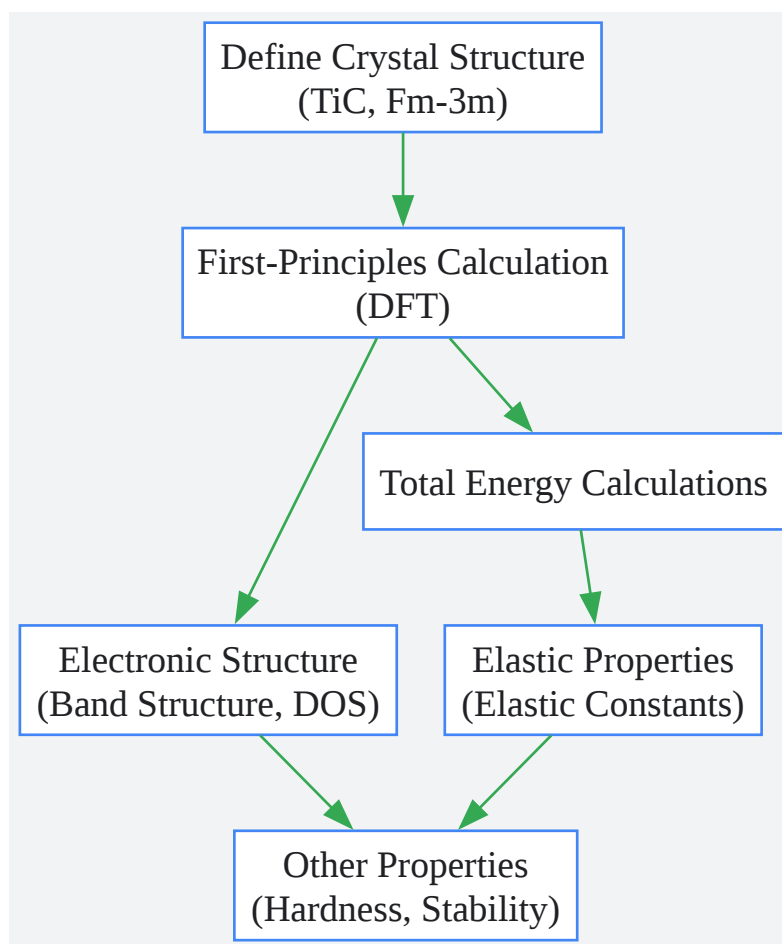 Define Crystal Structure
(TiC, Fm-3m)
First-Principles Calculation
(DFT)
Total Energy Calculations
Electronic Structure
(Band Structure, DOS)
Elastic Properties
(Elastic Constants)
Other Properties
(Hardness, Stability)